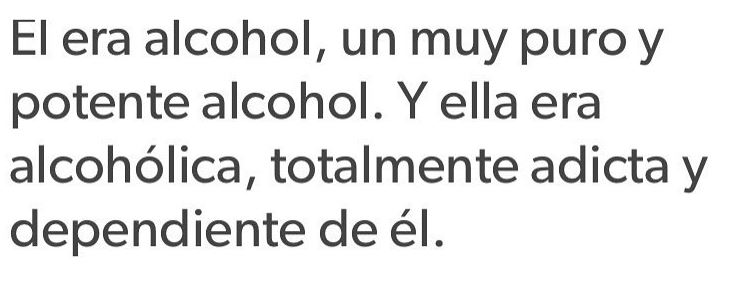 El era alcohol, un muy puro y
potente alcohol. Y ella era
alcohólica, totalmente adicta y
dependiente de él.